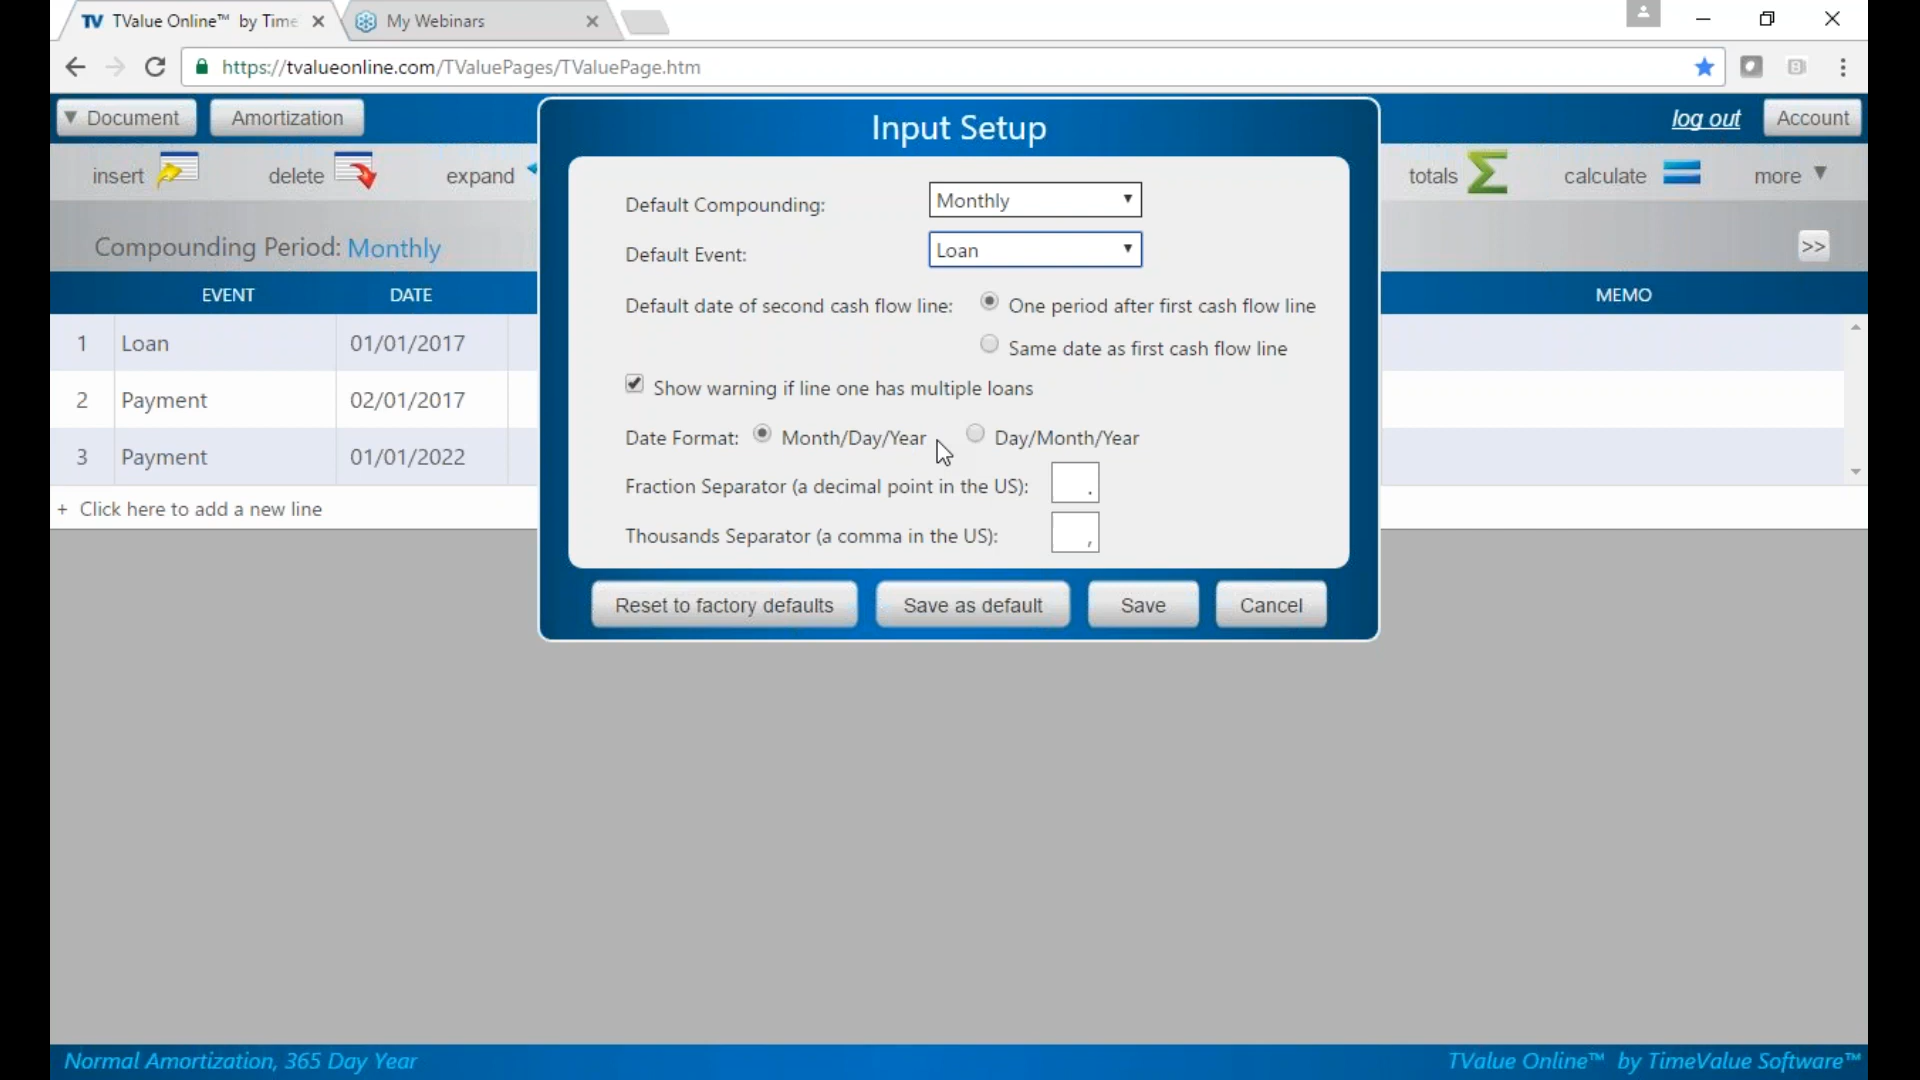 TV TValue Online™ by Time
My Webinars
https://tvalueonline.com/TValuePages/TValuePage.htm
Document
Amortization
log out
Account
insert
delete
expand
totals
calculate
more
Compounding Period: Monthly
>>
EVENT
DATE
MEMO
1 Loan 01/01/2017
2 Payment 02/01/2017
3 Payment 01/01/2022
+ Click here to add a new line
Input Setup
Default Compounding: Monthly
Default Event: Loan
Default date of second cash flow line: One period after first cash flow line
Same date as first cash flow line
Show warning if line one has multiple loans
Date Format: Month/Day/Year Day/Month/Year
Fraction Separator (a decimal point in the US): .
Thousands Separator (a comma in the US): ,
Reset to factory defaults
Save as default
Save
Cancel
Normal Amortization, 365 Day Year
TValue Online™ by TimeValue Software™